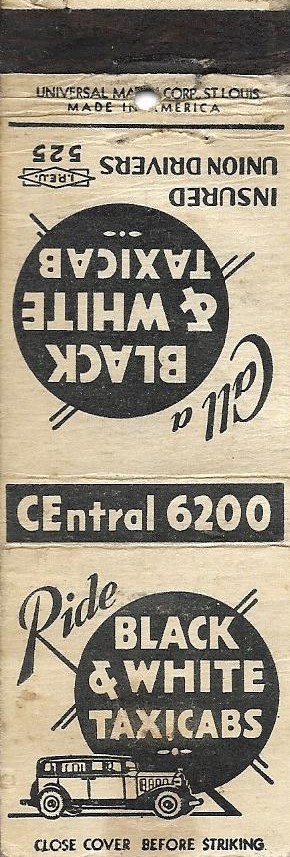 UNIVERSAL MATCH CORP. ST. LOUIS
MADE IN AMERICA
Call a
BLACK
& WHITE
TAXICAB
INSURED
UNION DRIVERS
525
CEntral 6200
Ride
BLACK
& WHITE
TAXICABS
CLOSE COVER BEFORE STRIKING